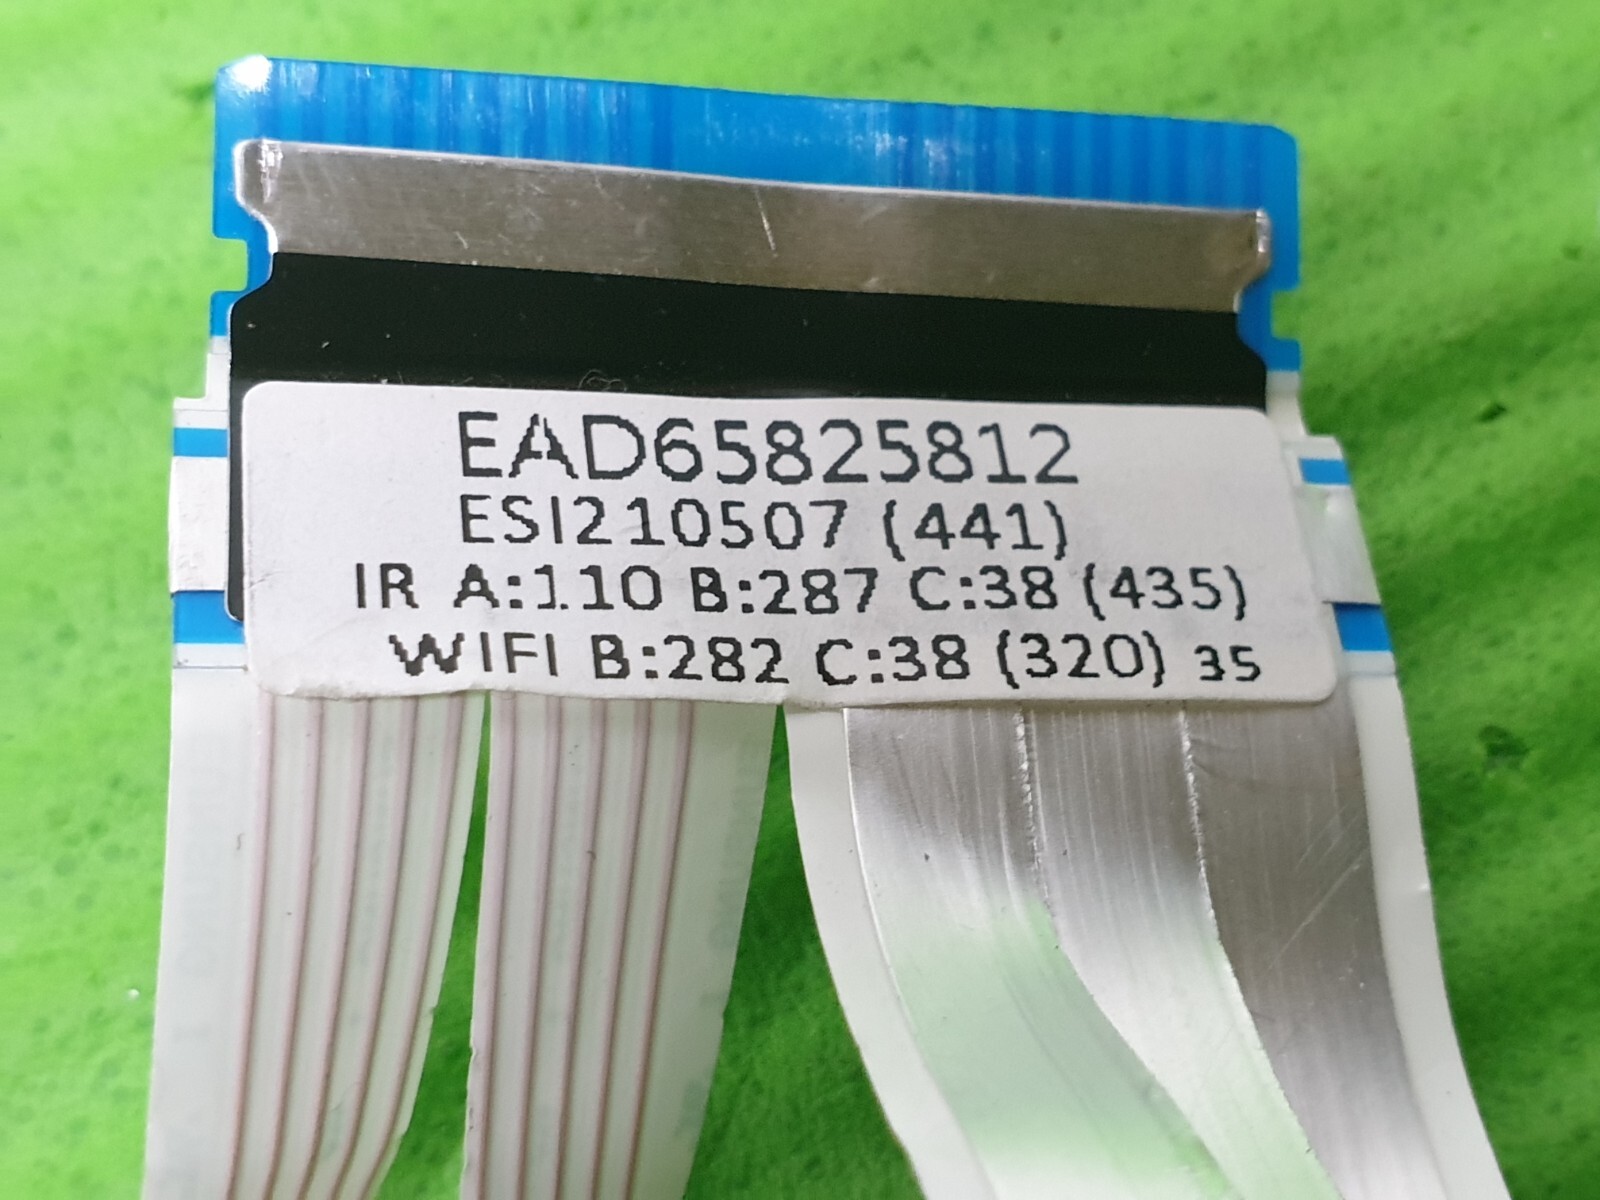 EAD65825812
ESI210507 (441)
IR A:110 B:287 C:38 (435)
WIFI B:282 C:38 (320) 35